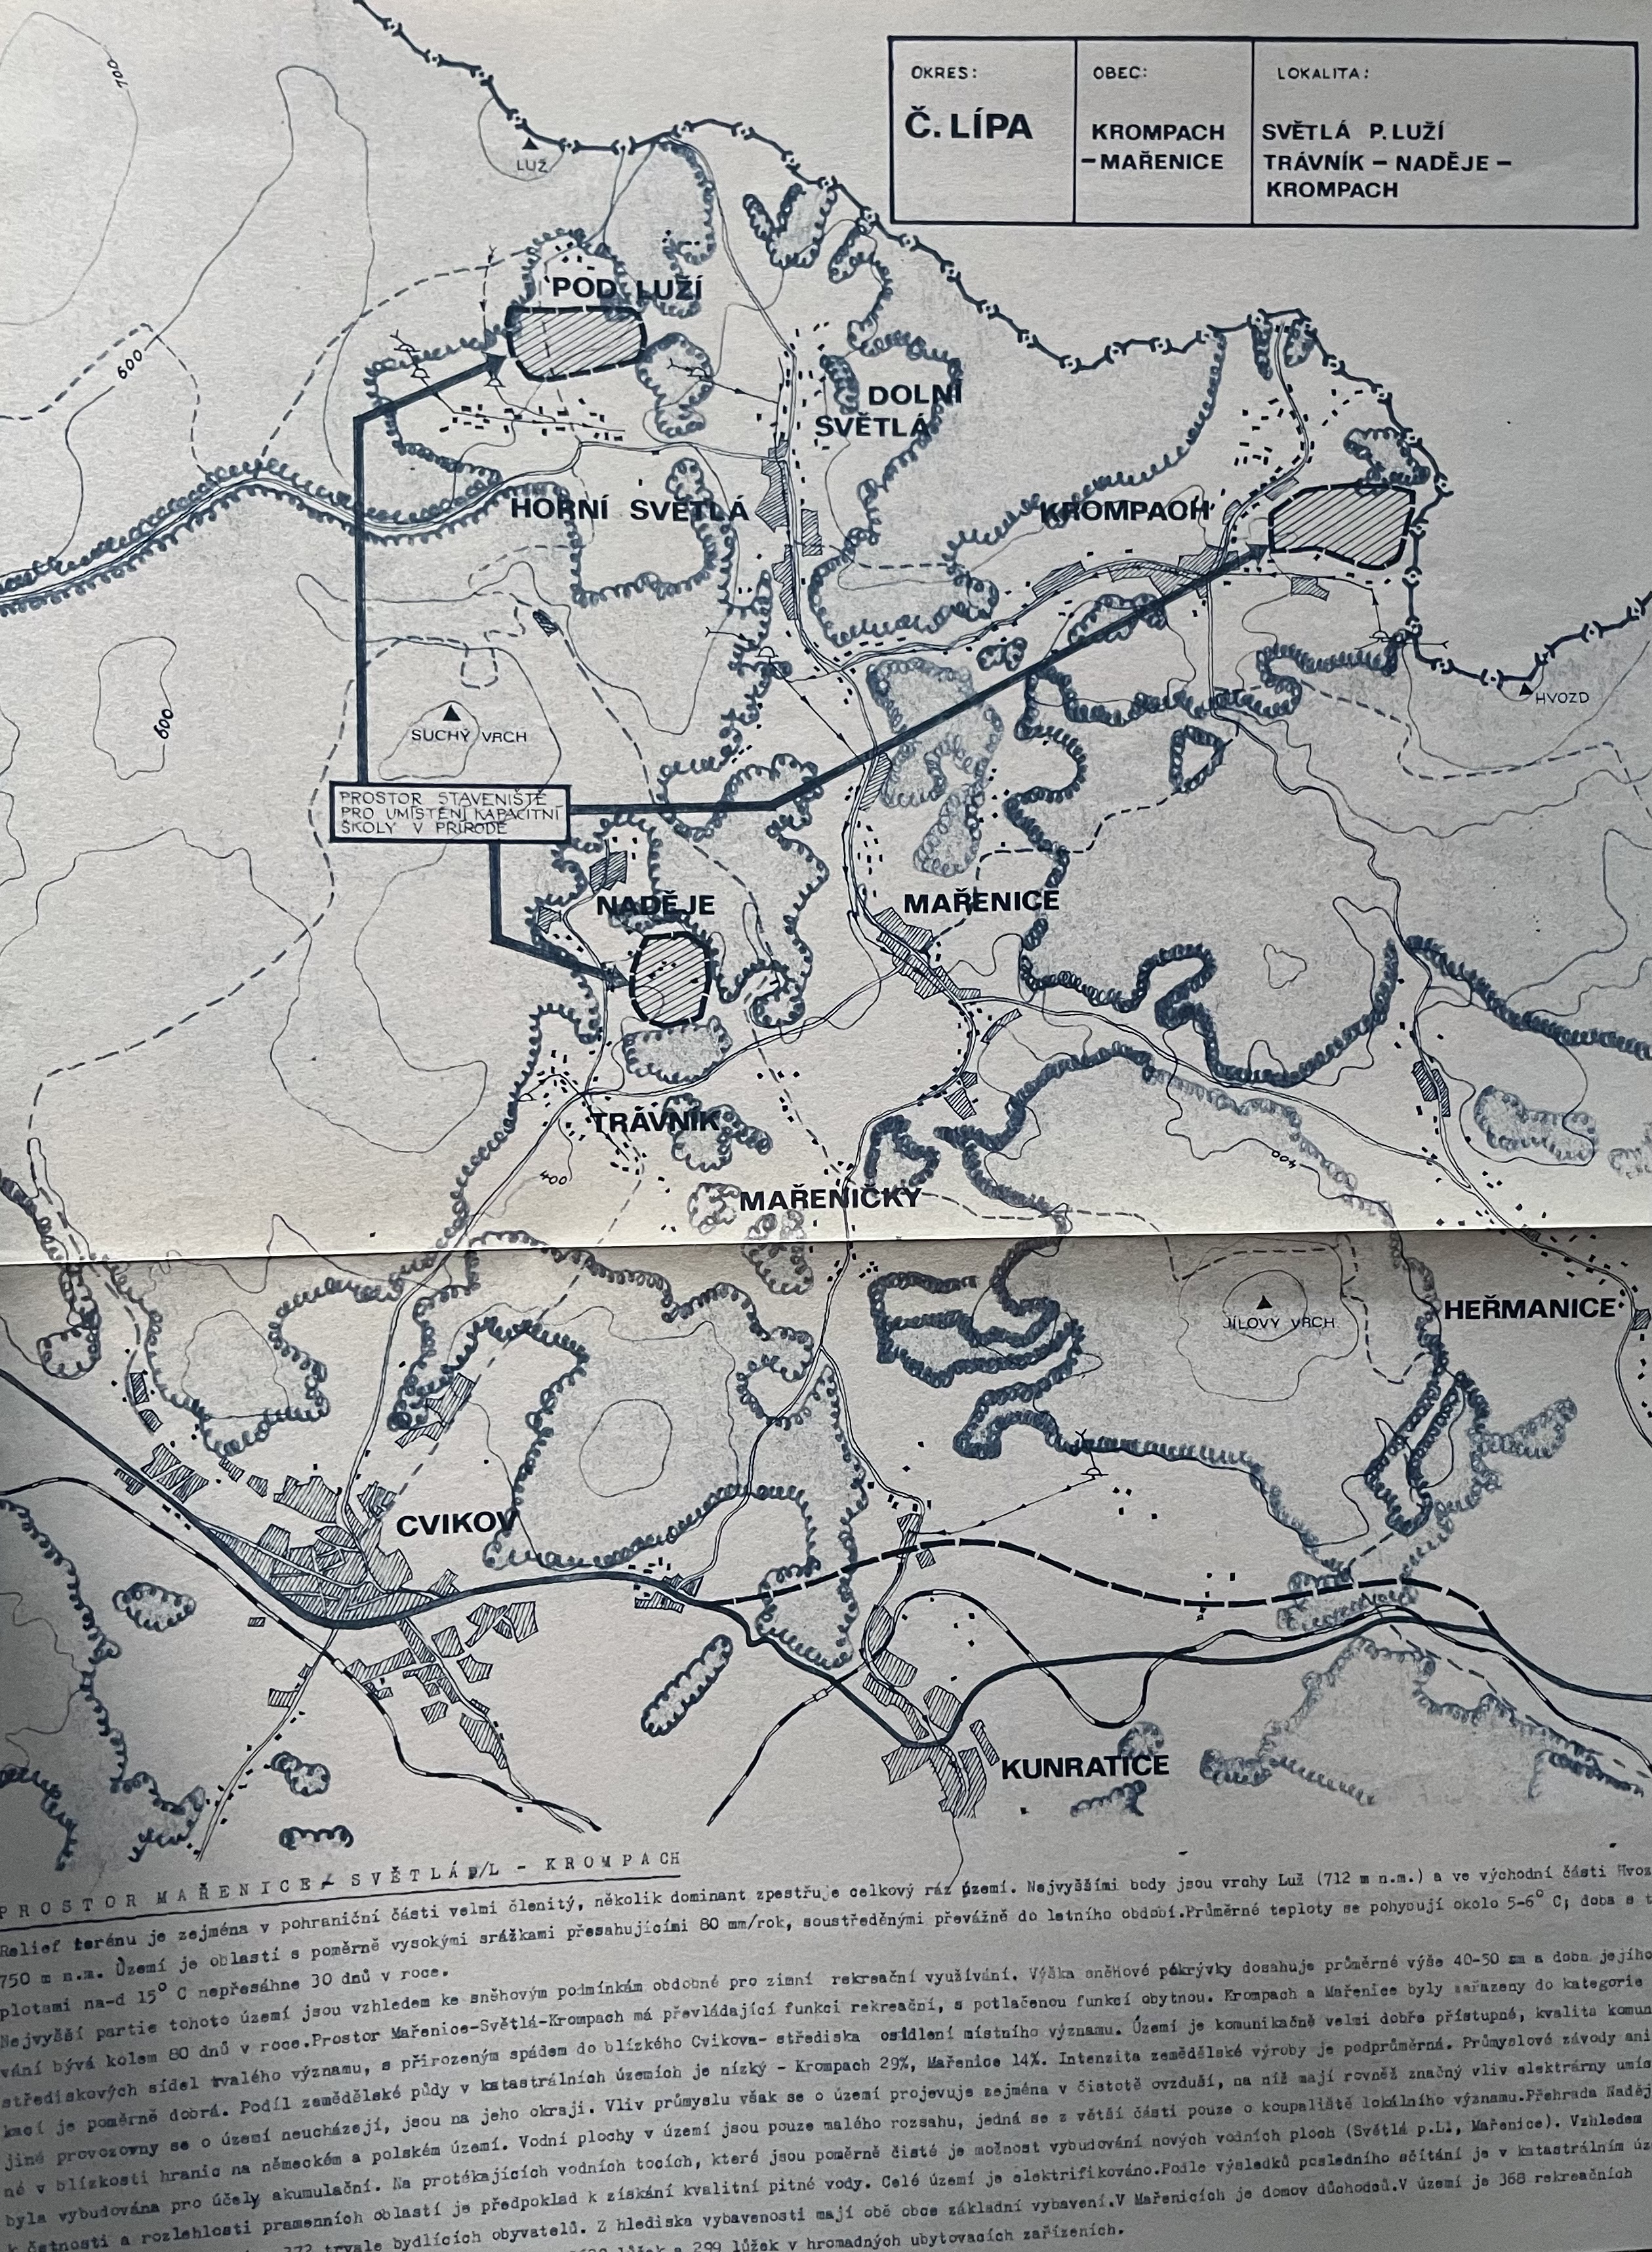 OKRES:
Č. LÍPA
OBEC:
KROMPACH
-MAŘENICE
LOKALITA:
SVĚTLÁ P. LUŽÍ
TRÁVNÍK - NADĚJE -
KROMPACH
700
LUŽ
POD LUŽÍ
600
DOLNÍ
SVĚTLÁ
HORNÍ SVĚTLÁ
KROMPACH
HVOZD
600
SUCHÝ VRCH
PROSTOR STAVENIŠTĚ
PRO UMÍSTĚNÍ KAPACITNÍ
ŠKOLY V PŘÍRODĚ
NADĚJE
MAŘENICE
TRÁVNÍK
400
400
MAŘENIČKY
JÍLOVÝ VRCH
HEŘMANICE
CVIKOV
KUNRATICE
PROSTOR MAŘENICE- SVĚTLÁ P/L - KROMPACH
Relief terénu je zejména v pohraniční části velmi členitý, několik dominant zpestřuje celkový ráz území. Nejvyššími body jsou vrchy Luž (712 m n.m.) a ve východní části Hvoz
750 m n.m. Území je oblastí s poměrně vysokými srážkami přesahujícími 80 mm/rok, soustředěnými převážně do letního období.Průměrné teploty se pohybují okolo 5-6° C; doba s t
plotami na-d 15° C nepřesáhne 30 dnů v roce.
Nejvyšší partie tohoto území jsou vzhledem ke sněhovým podmínkám obdobné pro zimní rekreační využívání. Výška sněhové pokrývky dosahuje průměrné výše 40-50 cm a doba jejího
vání bývá kolem 80 dnů v roce.Prostor Mařenice-Světlá-Krompach má převládající funkci rekreační, s potlačenou funkcí obytnou. Krompach a Mařenice byly zařazeny do kategorie
střediskových sídel trvalého významu, s přirozeným spádem do blízkého Cvikova- střediska osídlení místního významu. Území je komunikačně velmi dobře přístupné, kvalita komun
kací je poměrně dobrá. Podíl zemědělské půdy v katastrálních územích je nízký - Krompach 29%, Mařenice 14%. Intenzita zemědělské výroby je podprůměrná. Průmyslové závody ani
jiné provozovny se o území neucházejí, jsou na jeho okraji. Vliv průmyslu však se o území projevuje zejména v čistotě ovzduší, na níž mají rovněž značný vliv elektrárny umís
né v blízkosti hranic na německém a polském území. Vodní plochy v území jsou pouze malého rozsahu, jedná se z větší části pouze o koupaliště lokálního významu.Přehrada Naděj
byla vybudována pro účely akumulační. Na protékajících vodních tocích, které jsou poměrně čisté je možnost vybudování nových vodních ploch (Světlá p.Ll, Mařenice). Vzhledem
k četnosti a rozlehlosti pramenních oblastí je předpoklad k získání kvalitní pitné vody. Celé území je elektrifikováno.Podle výsledků posledního sčítání je v katastrálním úz
272 trvale bydlících obyvatelů. Z hlediska vybavenosti mají obě obce základní vybavení.V Mařenicích je domov důchodců.V území je 368 rekreačních
lůžek a 299 lůžek v hromadných ubytovacích zařízeních.